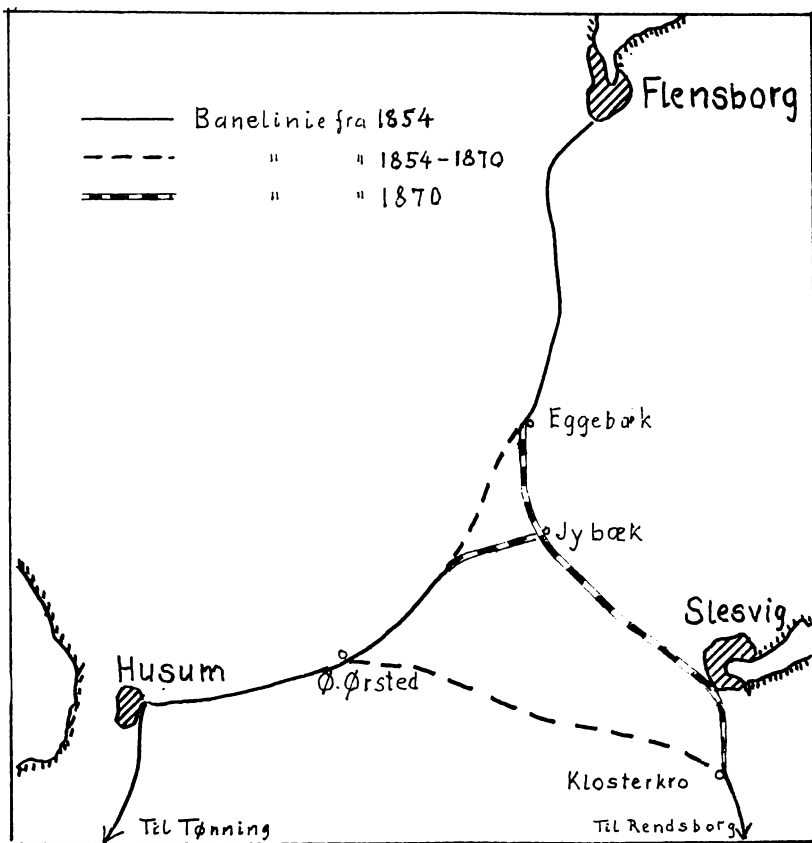 Flensborg
Banelinie fra 1854
" " 1854-1870
" " 1870
Eggebæk
Jybæk
Slesvig
Husum
Ø.Ørsted
Klosterkro
Til Tønning
Til Rendsborg